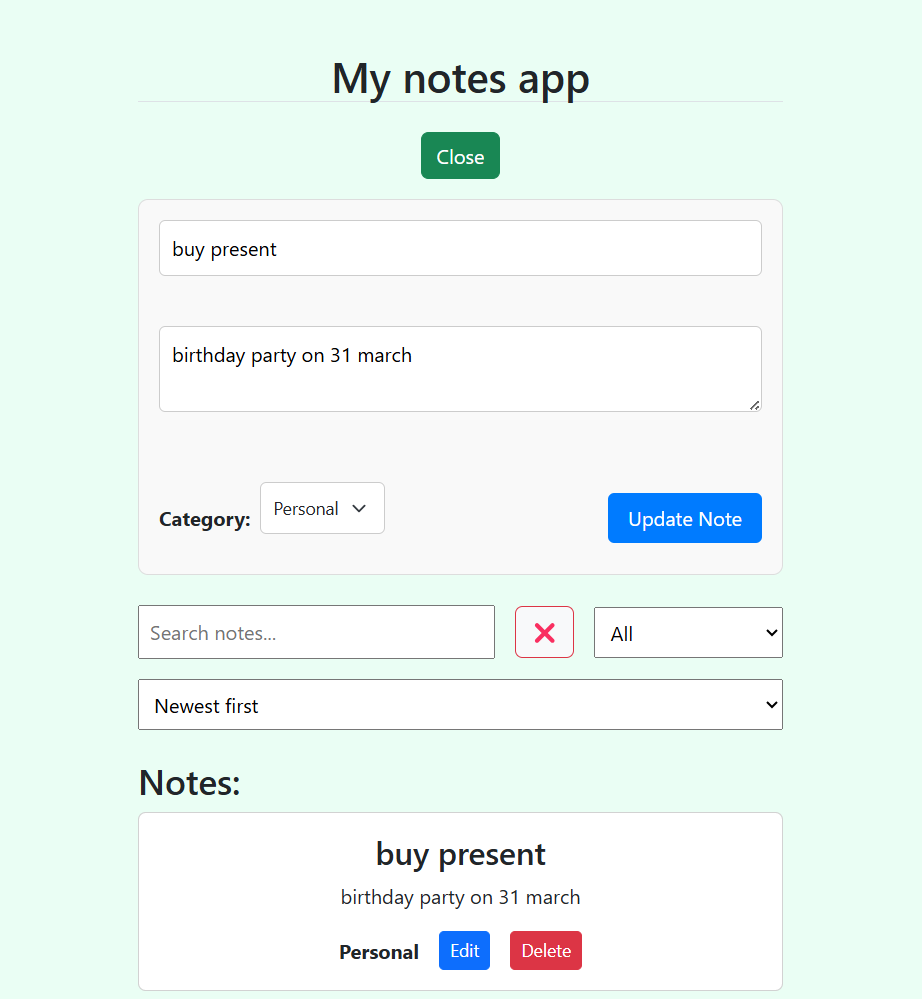 My notes app
Close
buy present
birthday party on 31 march
Category: Personal Update Note
Search notes... All
Newest first
Notes:
buy present
birthday party on 31 march
Personal Edit Delete